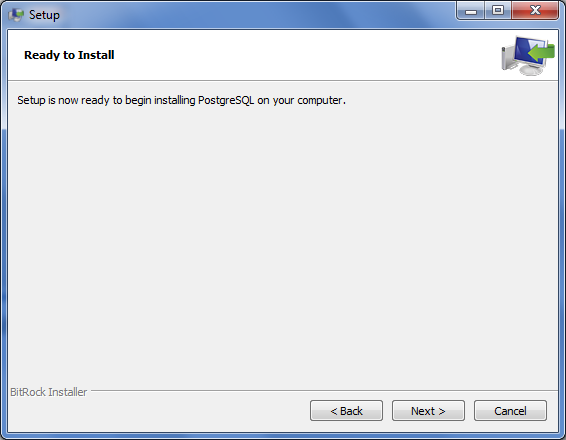 Setup
Ready to Install
Setup is now ready to begin installing PostgreSQL on your computer.
BitRock Installer
< Back
Next >
Cancel